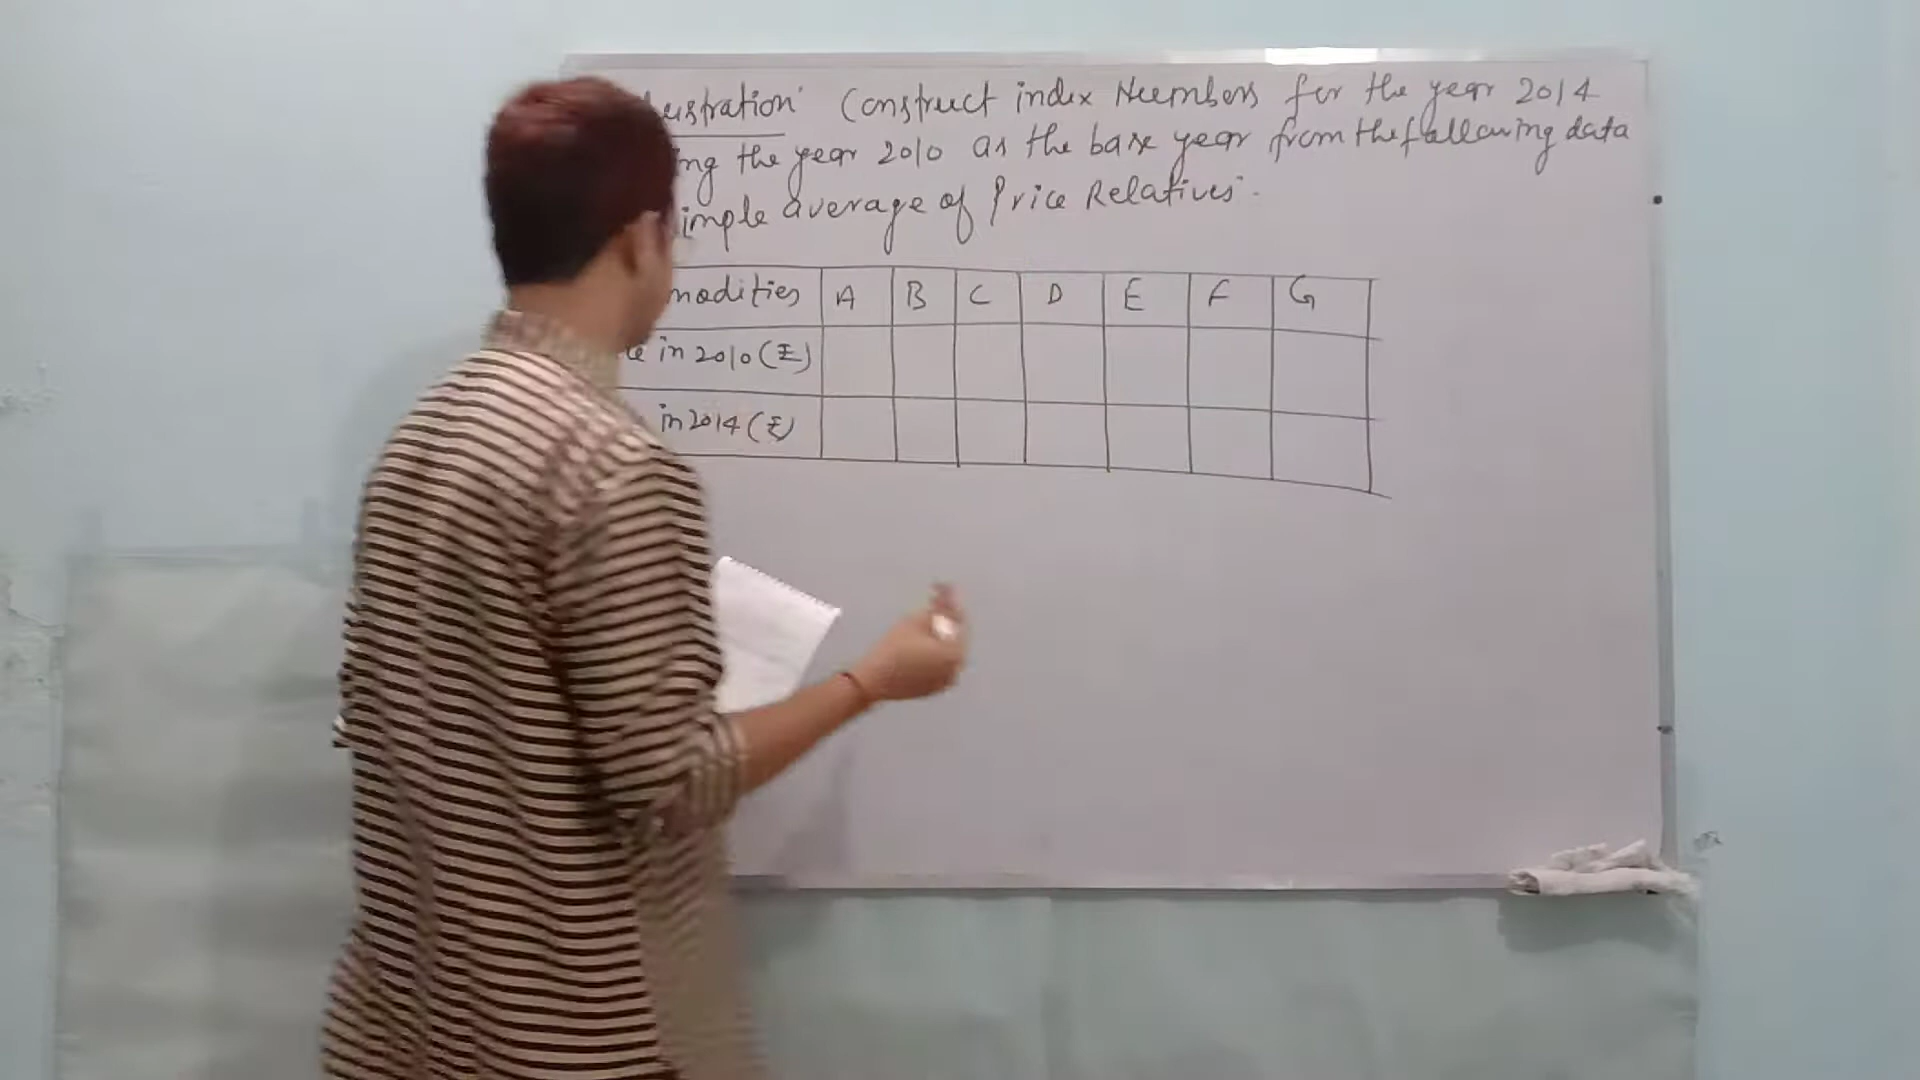 Construct index Numbers for the year 2014
the year 2010 as the base year from the following data
average of Price Relatives.
A B C D E F G
in 2010 (₹)
in 2014 (₹)